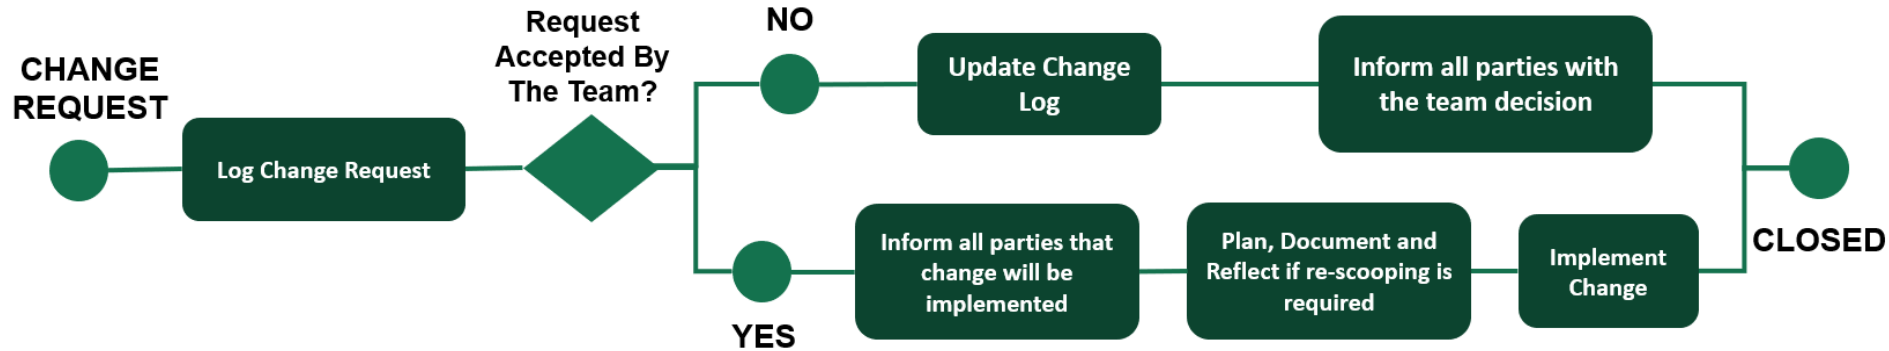 CHANGE
REQUEST
Log Change Request
Request
Accepted By
The Team?
NO
Update Change
Log
Inform all parties with
the team decision
YES
Inform all parties that
change will be
implemented
Plan, Document and
Reflect if re-scooping is
required
Implement
Change
CLOSED